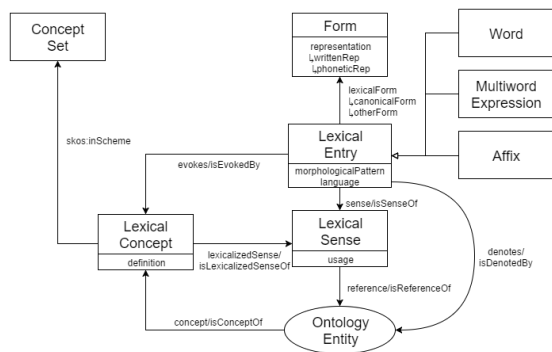 Concept
Set
Form
representation
↳writtenRep
↳phoneticRep
Word
Multiword
Expression
Affix
lexicalForm
↳canonicalForm
↳otherForm
skos:inScheme
Lexical
Entry
morphologicalPattern
language
evokes/isEvokedBy
sense/isSenseOf
Lexical
Concept
definition
lexicalizedSense/
isLexicalizedSenseOf
Lexical
Sense
usage
denotes/
isDenotedBy
reference/isReferenceOf
concept/isConceptOf
Ontology
Entity